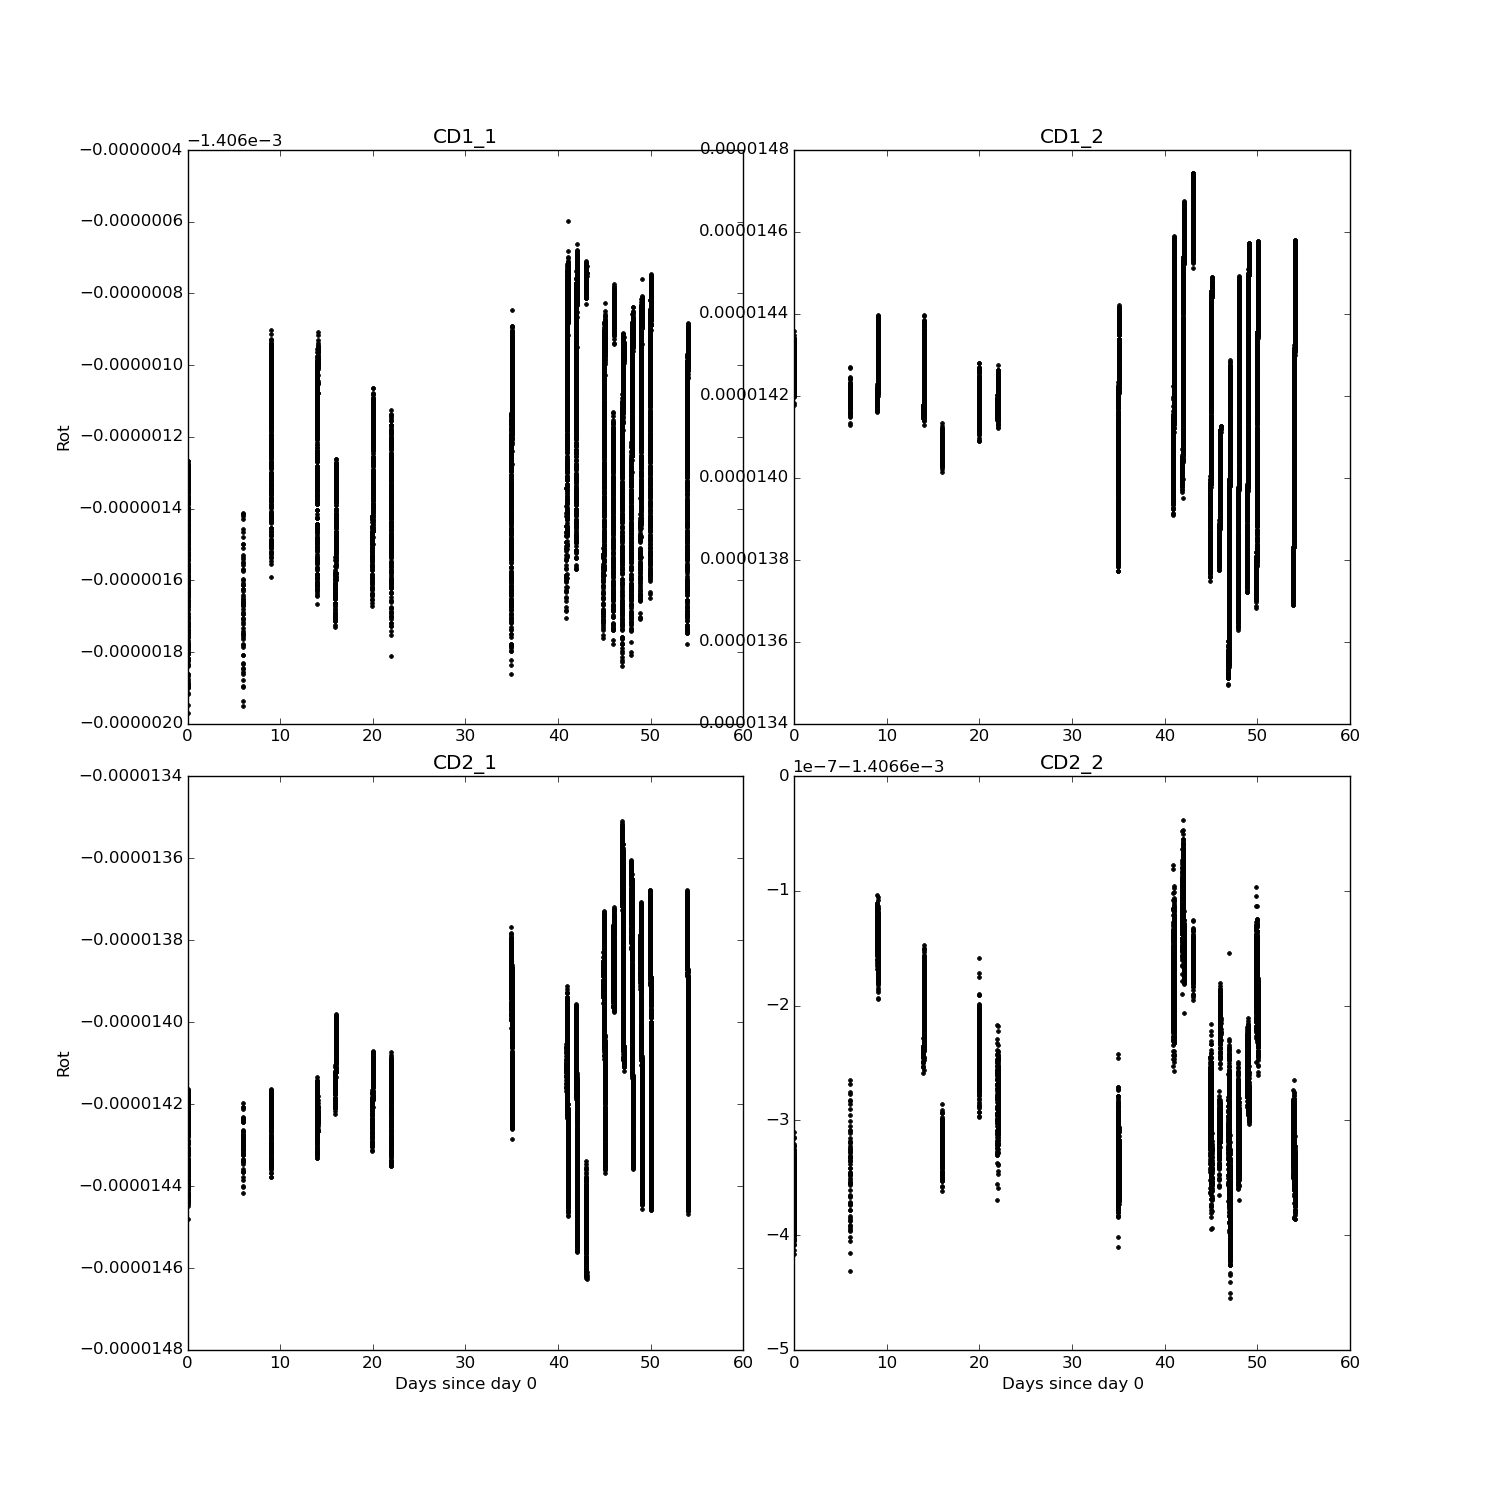 CD1_1
−1.406e−3
−0.0000004
−0.0000006
−0.0000008
−0.0000010
−0.0000012
−0.0000014
−0.0000016
−0.0000018
−0.0000020
Rot
0 10 20 30 40 50 60
CD1_2
0.0000148
0.0000146
0.0000144
0.0000142
0.0000140
0.0000138
0.0000136
0.0000134
0 10 20 30 40 50 60
CD2_1
−0.0000134
−0.0000136
−0.0000138
−0.0000140
−0.0000142
−0.0000144
−0.0000146
−0.0000148
Rot
0 10 20 30 40 50 60
Days since day 0
CD2_2
1e−7−1.4066e−3
0
−1
−2
−3
−4
−5
0 10 20 30 40 50 60
Days since day 0